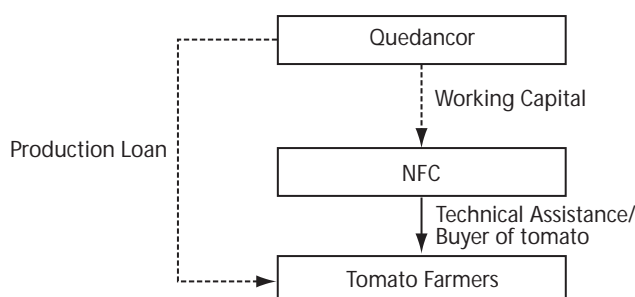 Quedancor
Working Capital
Production Loan
NFC
Technical Assistance/
Buyer of tomato
Tomato Farmers